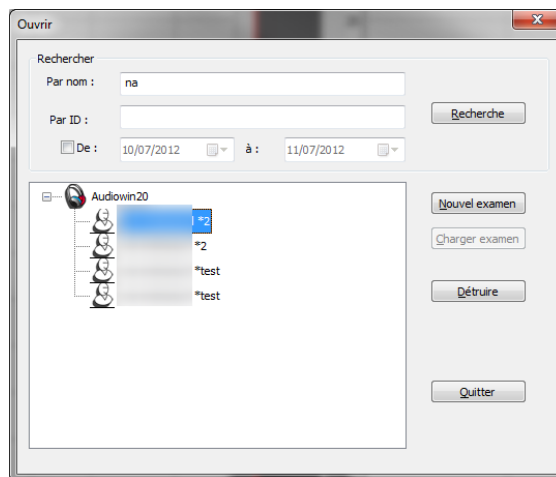 Ouvrir
Rechercher
Par nom : na
Par ID :
Recherche
De : 10/07/2012 à : 11/07/2012
Audiowin20
*2
*2
*test
*test
Nouvel examen
Charger examen
Détruire
Quitter